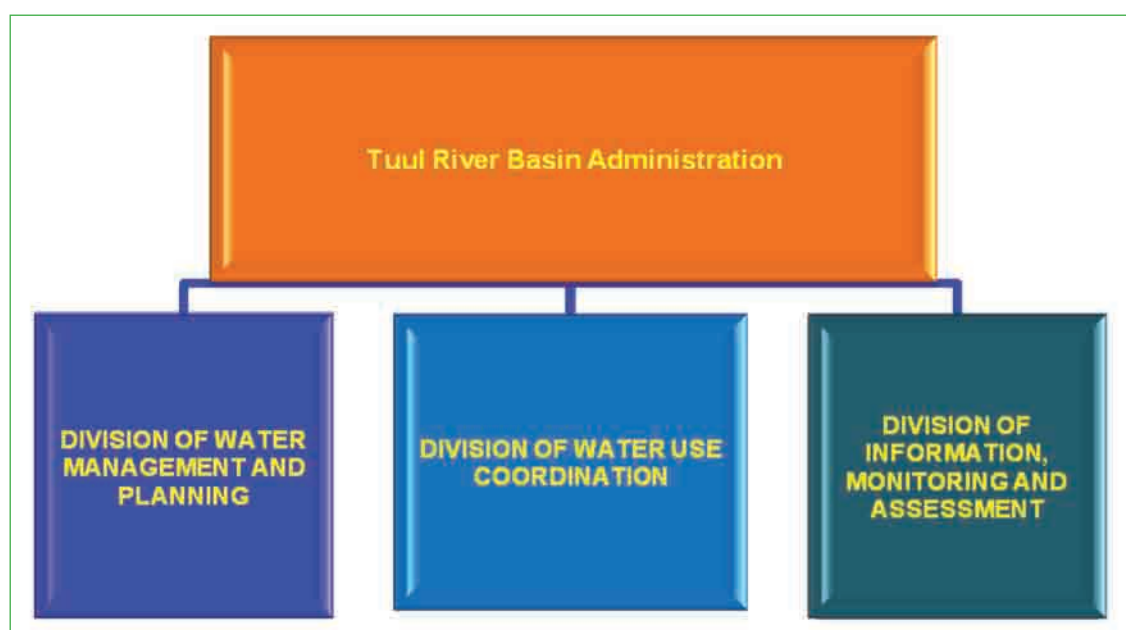 Tuul River Basin Administration
DIVISION OF WATER
MANAGEMENT AND
PLANNING
DIVISION OF WATER USE
COORDINATION
DIVISION OF
INFORMATION,
MONITORING AND
ASSESSMENT